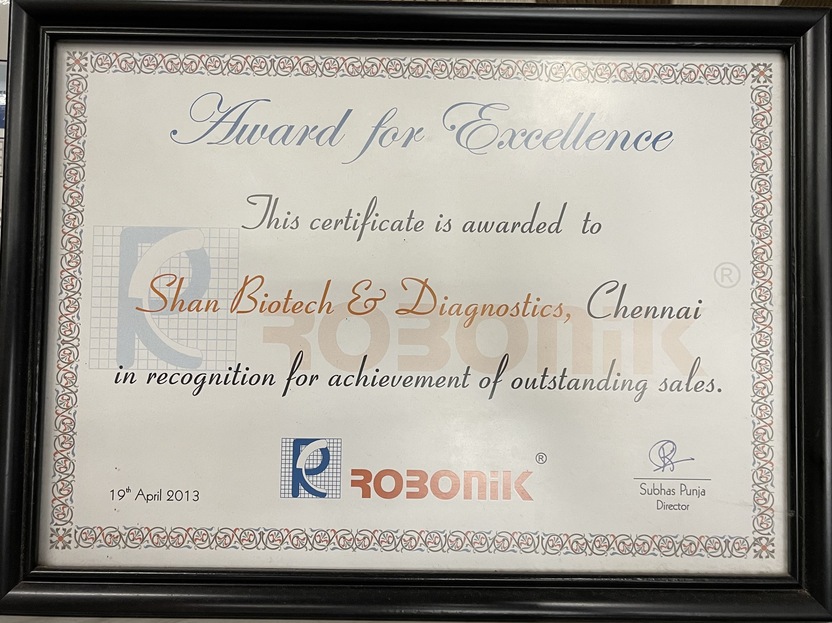 Award for Excellence
This certificate is awarded to
Shan Biotech & Diagnostics, Chennai
in recognition for achievement of outstanding sales.
19th April 2013
R ROBONIK ®
Subhas Punja
Director
R ROBONIK ®